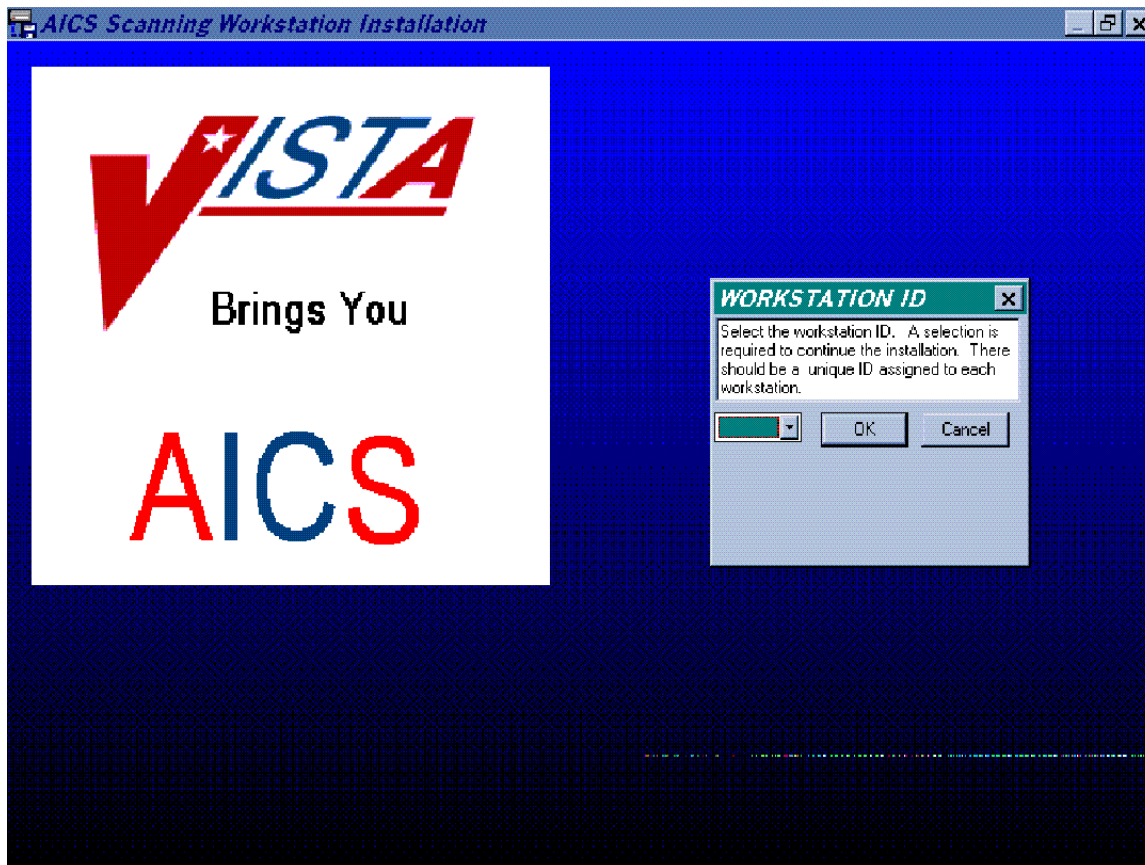 AICS Scanning Workstation Installation
VISTA
Brings You
AICS
WORKSTATION ID
Select the workstation ID. A selection is
required to continue the installation. There
should be a unique ID assigned to each
workstation.
OK Cancel